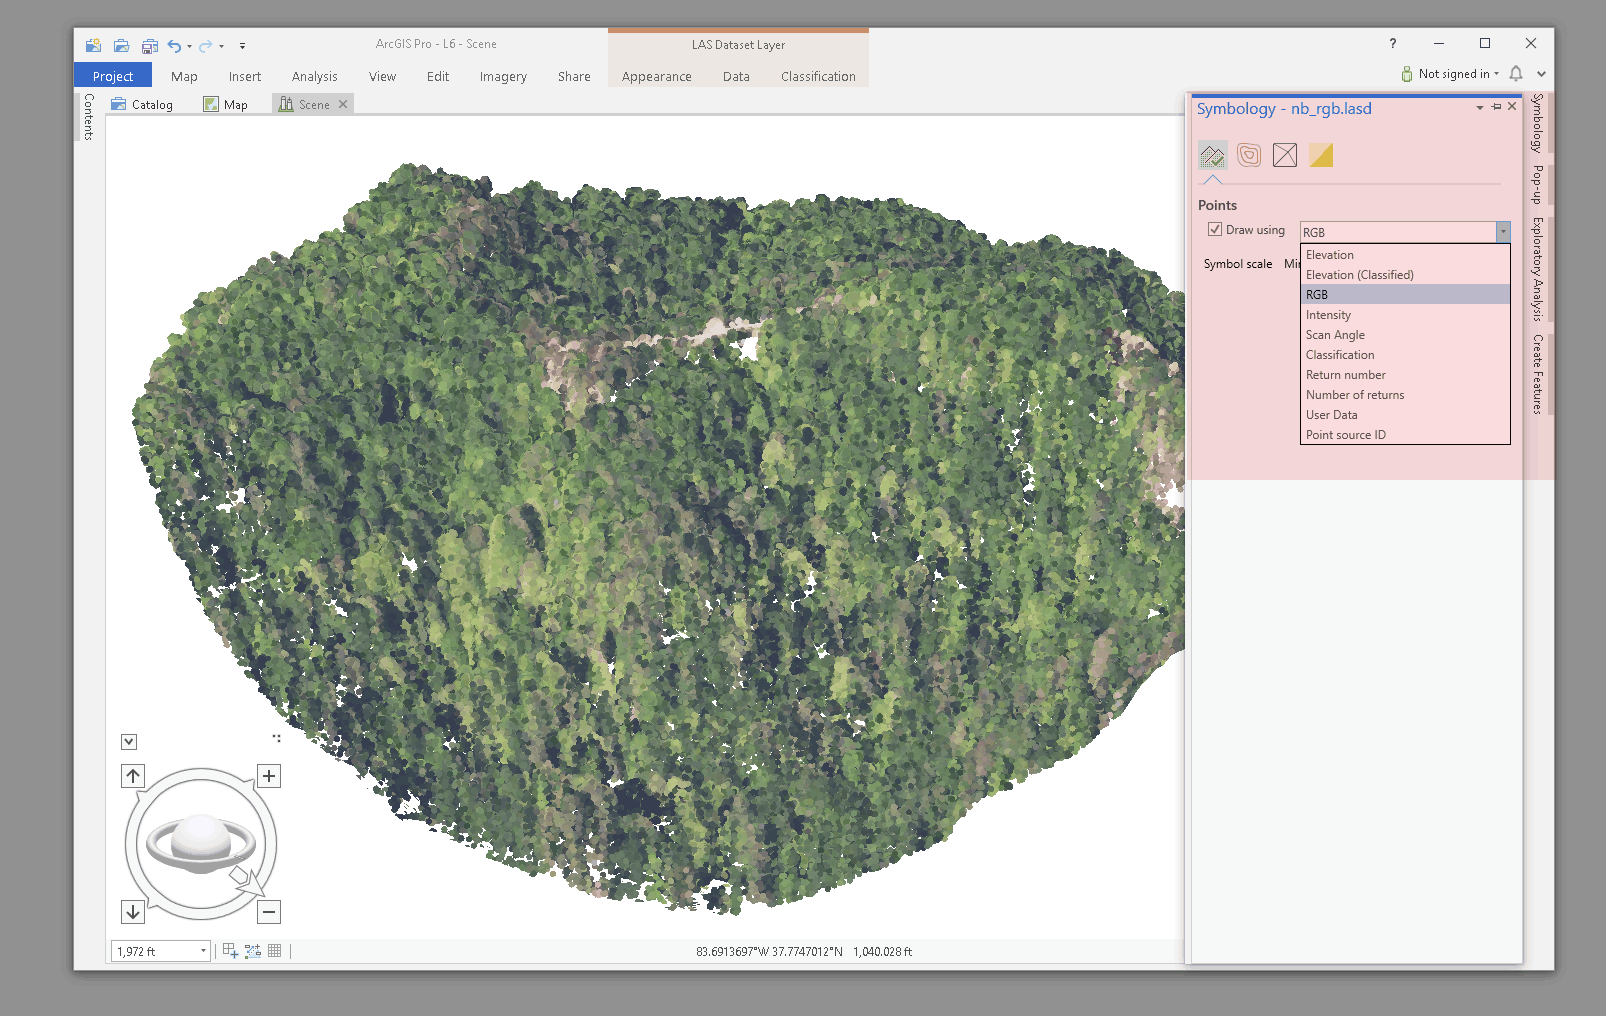 ArcGIS Pro - L6 - Scene
LAS Dataset Layer
?
Project
Map
Insert
Analysis
View
Edit
Imagery
Share
Appearance
Data
Classification
Not signed in
Contents
Catalog
Map
Scene
Symbology - nb_rgb.lasd
Points
Draw using
RGB
Symbol scale
Elevation
Elevation (Classified)
RGB
Intensity
Scan Angle
Classification
Return number
Number of returns
User Data
Point source ID
Symbology
Pop-up
Exploratory Analysis
Create Features
1,972 ft
83.6913697°W 37.7747012°N 1,040.028 ft